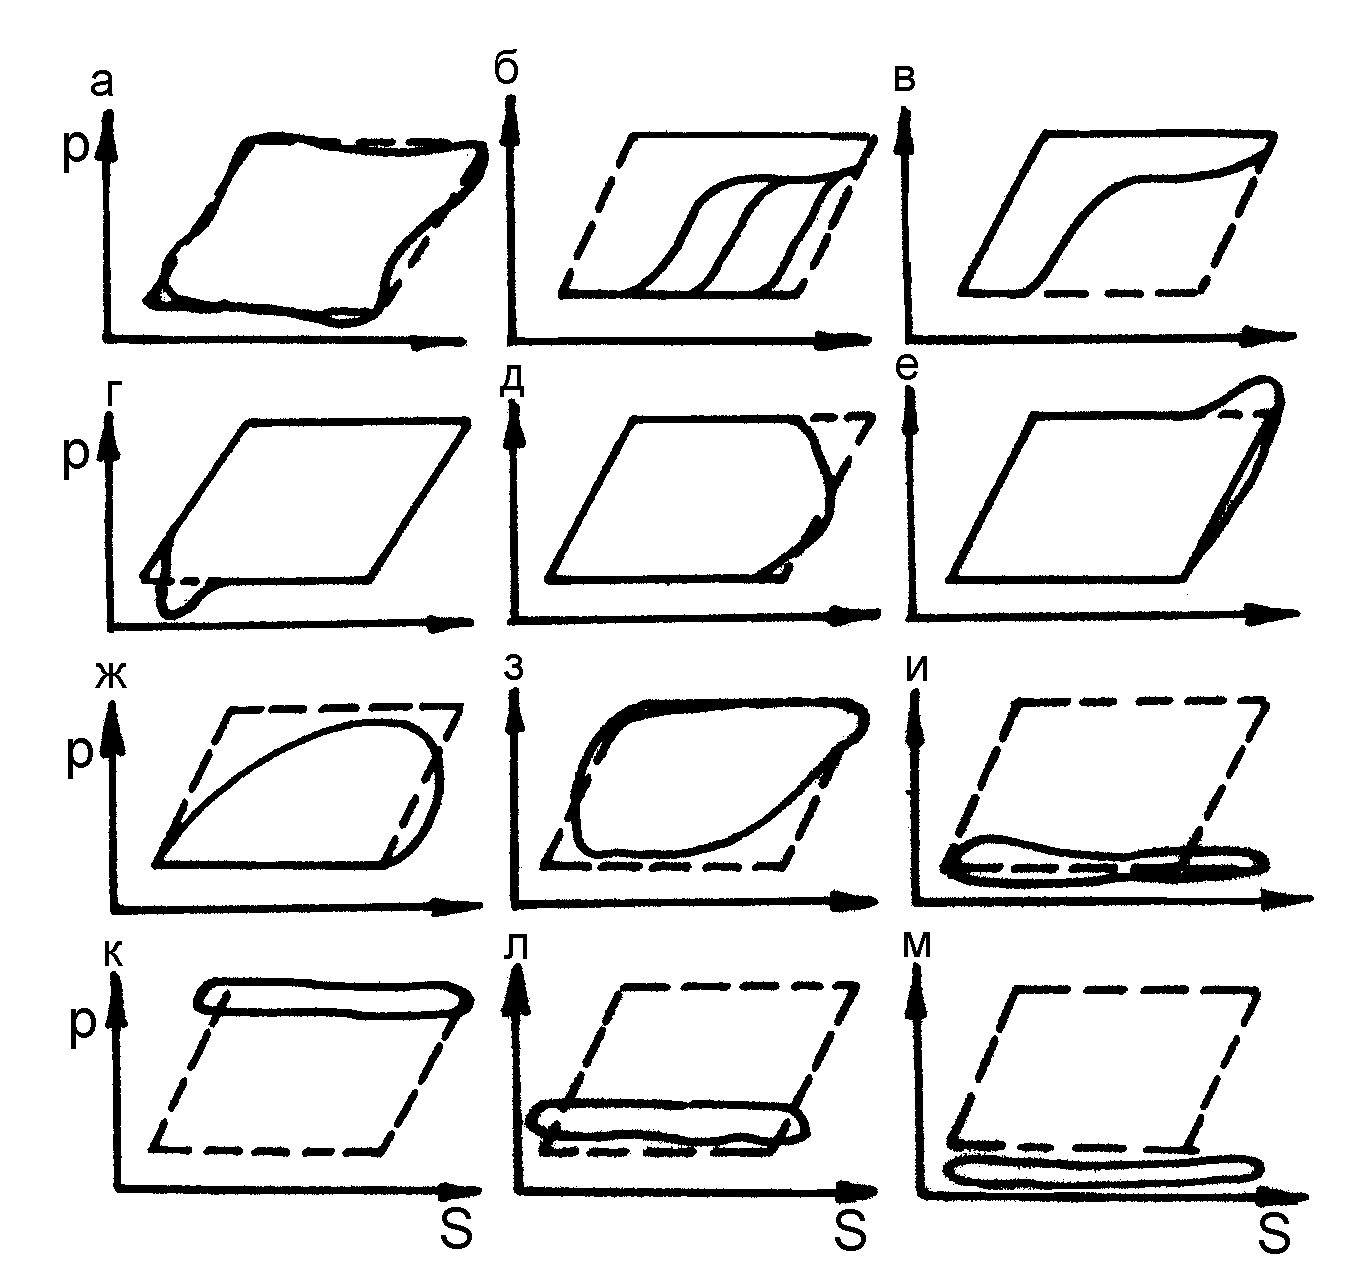 а б в
р
г д е
р
ж з и
р
к л м
р
S S S